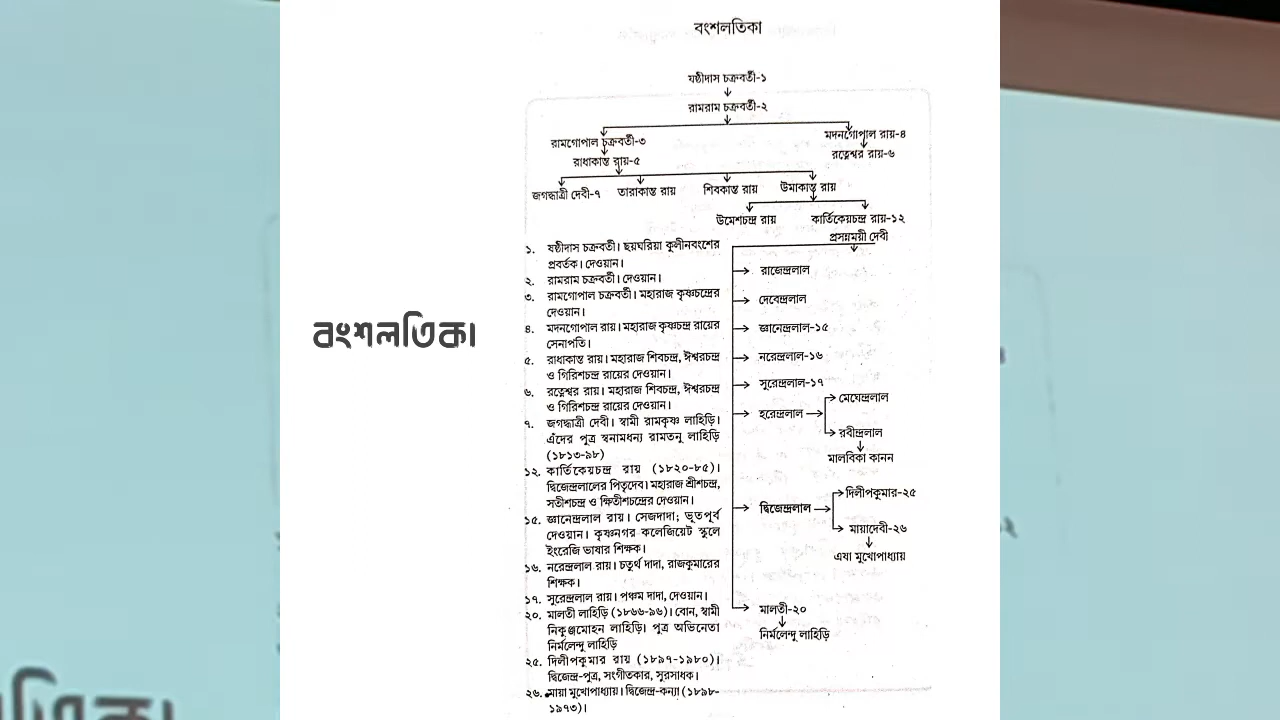 বংশলতিকা
ষষ্ঠীদাস চক্রবর্তী-১
রামরাম চক্রবর্তী-২
রামগোপাল চক্রবর্তী-৩
মদনগোপাল রায়-৪
রাধাকান্ত রায়-৫
রত্নেশ্বর রায়-৬
জগদ্ধাত্রী দেবী-৭ তারাকান্ত রায় শিবকান্ত রায় উমাকান্ত রায়
উমেশচন্দ্র রায় কার্তিকেয়চন্দ্র রায়-১২
প্রসন্নময়ী দেবী
১. ষষ্ঠীদাস চক্রবর্তী। ছয়ঘরিয়া কুলীনবংশের
প্রবর্তক। দেওয়ান।
২. রামরাম চক্রবর্তী। দেওয়ান।
৩. রামগোপাল চক্রবর্তী। মহারাজ কৃষ্ণচন্দ্রের
দেওয়ান।
৪. মদনগোপাল রায়। মহারাজ কৃষ্ণচন্দ্র রায়ের
সেনাপতি।
৫. রাধাকান্ত রায়। মহারাজ শিবচন্দ্র, ঈশ্বরচন্দ্র
ও গিরিশচন্দ্র রায়ের দেওয়ান।
৬. রত্নেশ্বর রায়। মহারাজ শিবচন্দ্র, ঈশ্বরচন্দ্র
ও গিরিশচন্দ্র রায়ের দেওয়ান।
৭. জগদ্ধাত্রী দেবী। স্বামী রামকৃষ্ণ লাহিড়ি।
এঁদের পুত্র স্বনামধন্য রামতনু লাহিড়ি
(১৮১৩-৯৮)
১২. কার্তিকেয়চন্দ্র রায় (১৮২০-৮৫)।
দ্বিজেন্দ্রলালের পিতৃদেব। মহারাজ শ্রীশচন্দ্র,
সতীশচন্দ্র ও ক্ষিতীশচন্দ্রের দেওয়ান।
১৫. জ্ঞানেন্দ্রলাল রায়। সেজদাদা; ভূতপূর্ব
দেওয়ান। কৃষ্ণনগর কলেজিয়েট স্কুলে
ইংরেজি ভাষার শিক্ষক।
১৬. নরেন্দ্রলাল রায়। চতুর্থ দাদা, রাজকুমারের
শিক্ষক।
১৭. সুরেন্দ্রলাল রায়। পঞ্চম দাদা, দেওয়ান।
২০. মালতী লাহিড়ি (১৮৬৬-৯৬)। বোন, স্বামী
নিকুঞ্জমোহন লাহিড়ি। পুত্র অভিনেতা
নির্মলেন্দু লাহিড়ি
২৫. দিলীপকুমার রায় (১৮৯৭-১৯৮০)।
দ্বিজেন্দ্র-পুত্র, সংগীতকার, সুরসাধক।
২৬. মায়া মুখোপাধ্যায়। দ্বিজেন্দ্র-কন্যা (১৮৯৮-
১৯৭৩)।
রাজেন্দ্রলাল
দেবেন্দ্রলাল
জ্ঞানেন্দ্রলাল-১৫
নরেন্দ্রলাল-১৬
সুরেন্দ্রলাল-১৭
হরেন্দ্রলাল
মেঘেন্দ্রলাল
রবীন্দ্রলাল
মালবিকা কানন
দ্বিজেন্দ্রলাল
দিলীপকুমার-২৫
মায়াদেবী-২৬
এষা মুখোপাধ্যায়
মালতী-২০
নির্মলেন্দু লাহিড়ি
বংশলতিকা